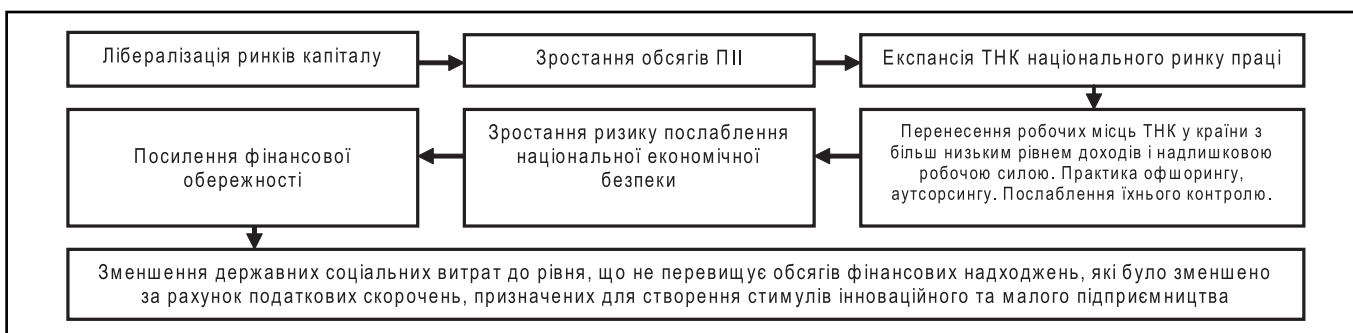 Лібералізація ринків капіталу
Зростання обсягів ПІІ
Експансія ТНК національного ринку праці
Перенесення робочих місць ТНК у країни з
більш низьким рівнем доходів і надлишковою
робочою силою. Практика офшорингу,
аутсорсингу. Послаблення їхнього контролю.
Зростання ризику послаблення
національної економічної
безпеки
Посилення фінансової
обережності
Зменшення державних соціальних витрат до рівня, що не перевищує обсягів фінансових надходжень, які було зменшено
за рахунок податкових скорочень, призначених для створення стимулів інноваційного та малого підприємництва